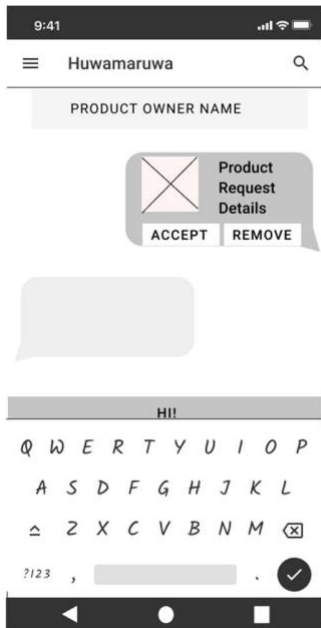 9:41
Huwamaruwa
PRODUCT OWNER NAME
Product
Request
Details
ACCEPT REMOVE
HI!
Q W E R T Y U I O P
A S D F G H J K L
Z X C V B N M
?123 , .